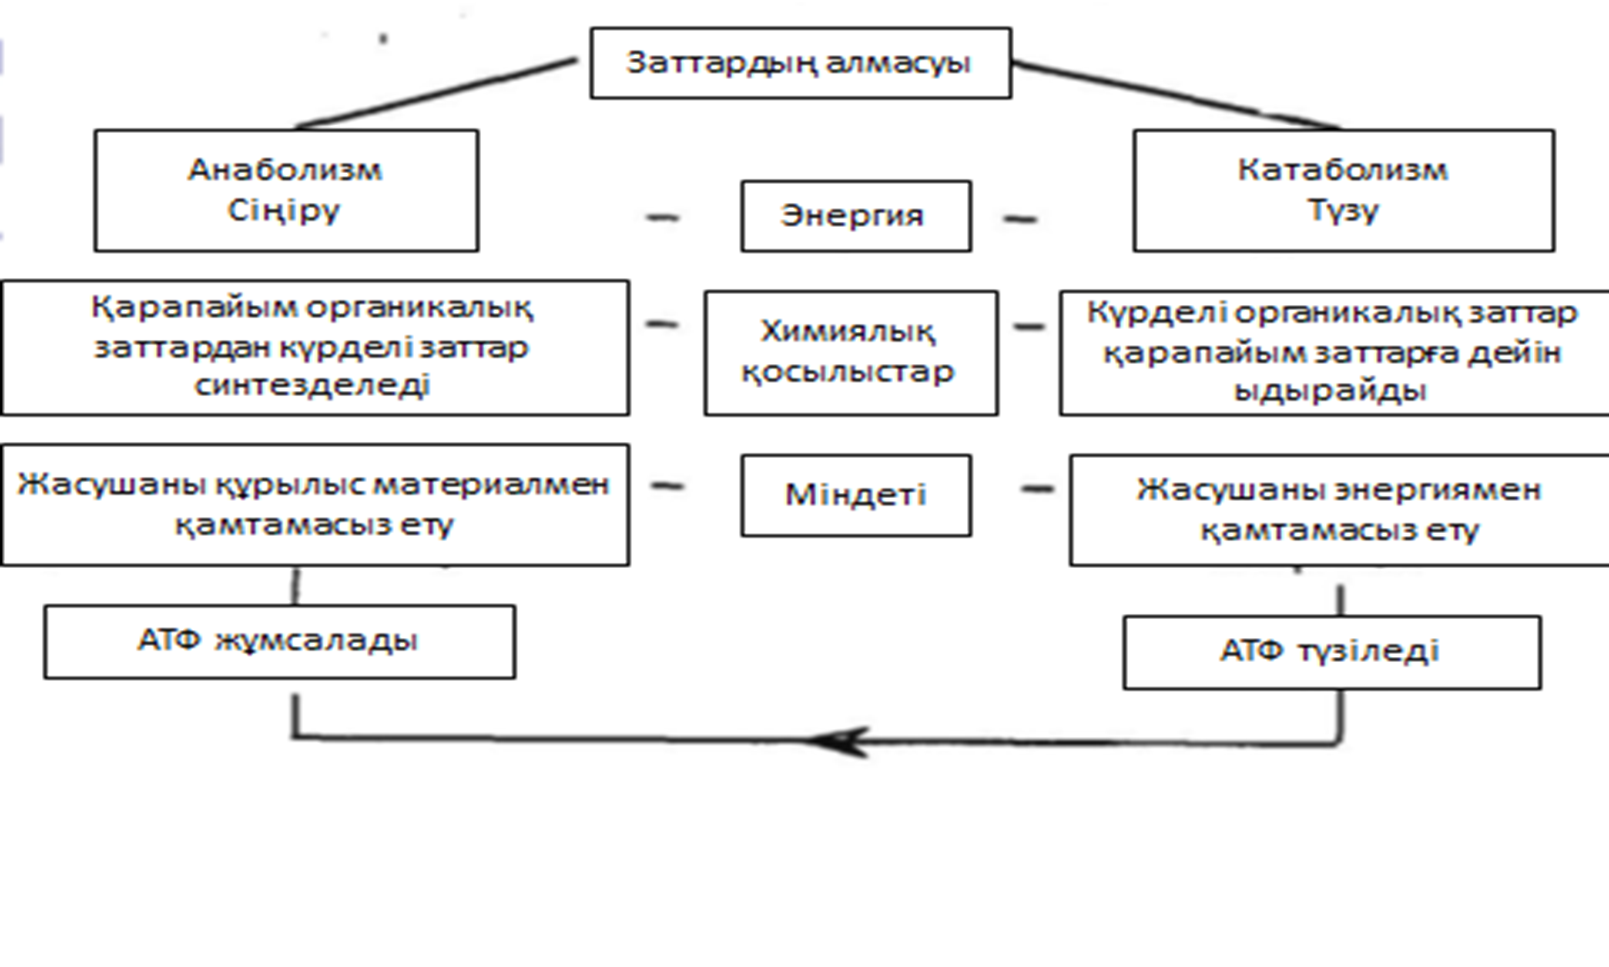 Заттардың алмасуы
Анаболизм
Сіңіру
Энергия
Катаболизм
Түзу
Қарапайым органикалық
заттардан күрделі заттар
синтезделеді
Химиялық
қосылыстар
Күрделі органикалық заттар
қарапайым заттарға дейін
ыдырайды
Жасушаны құрылыс материалмен
қамтамасыз ету
Міндеті
Жасушаны энергиямен
қамтамасыз ету
АТФ жұмсалады
АТФ түзіледі